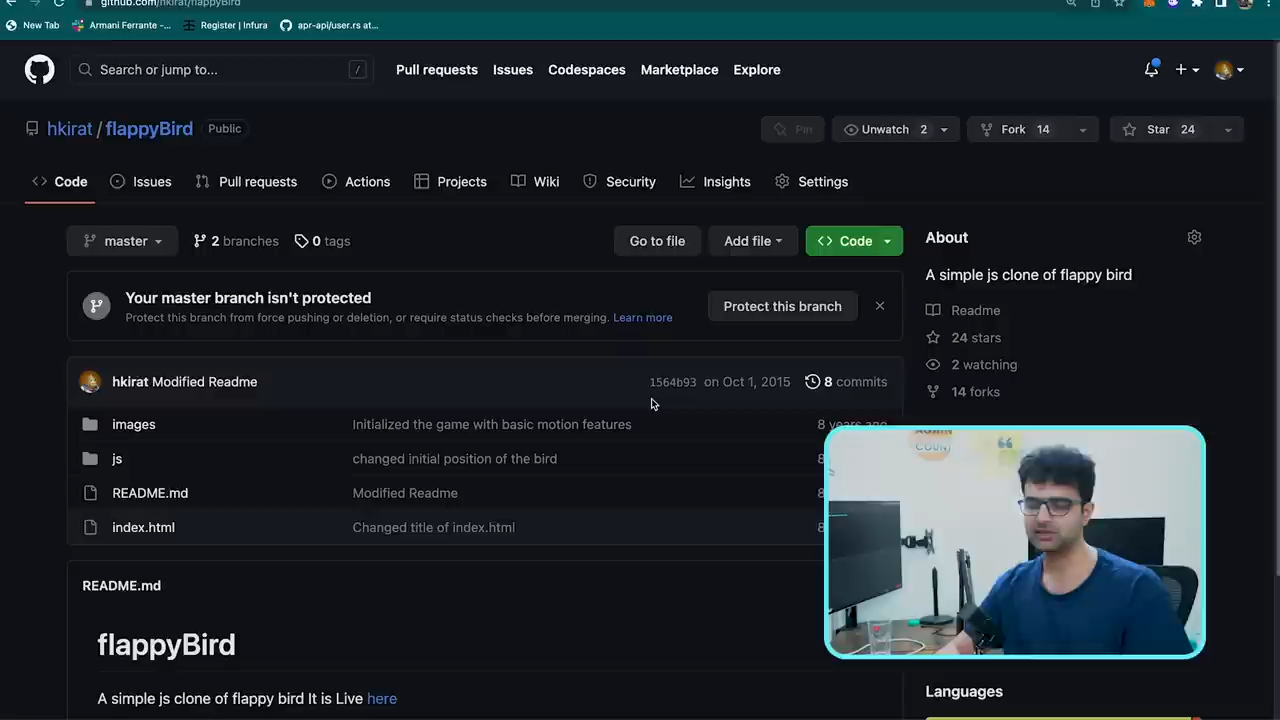 github.com/hkirat/flappyBird
New Tab Armani Ferrante -... Register | Infura apr-api/user.rs at...
Search or jump to... / Pull requests Issues Codespaces Marketplace Explore
hkirat / flappyBird Public Pin Unwatch 2 Fork 14 Star 24
Code Issues Pull requests Actions Projects Wiki Security Insights Settings
master 2 branches 0 tags Go to file Add file Code About
A simple js clone of flappy bird
Your master branch isn't protected
Protect this branch from force pushing or deletion, or require status checks before merging. Learn more
Protect this branch
Readme
24 stars
2 watching
14 forks
hkirat Modified Readme 1564b93 on Oct 1, 2015 8 commits
images Initialized the game with basic motion features 8 years ago
js changed initial position of the bird 8
README.md Modified Readme 8
index.html Changed title of index.html 8
README.md
flappyBird
A simple js clone of flappy bird It is Live here
COUN
Languages